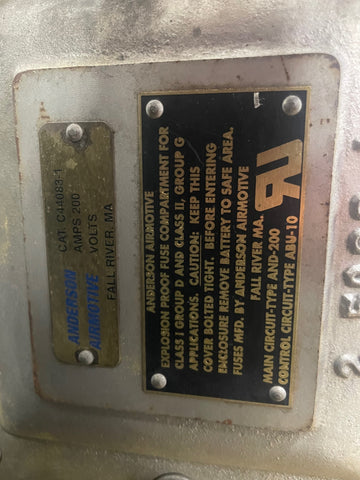 ANDERSON
AIRMOTIVE
CAT. C44083-1
AMPS 200
VOLTS
FALL RIVER, MA
ANDERSON AIRMOTIVE
EXPLOSION PROOF FUSE COMPARTMENT FOR
CLASS I GROUP D AND CLASS II, GROUP G
APPLICATIONS. CAUTION: KEEP THIS
COVER BOLTED TIGHT. BEFORE ENTERING
ENCLOSURE REMOVE BATTERY TO SAFE AREA.
FUSES MFD. BY ANDERSON AIRMOTIVE
FALL RIVER MA.
MAIN CIRCUIT-TYPE AND-200
CONTROL CIRCUIT-TYPE ABU-10